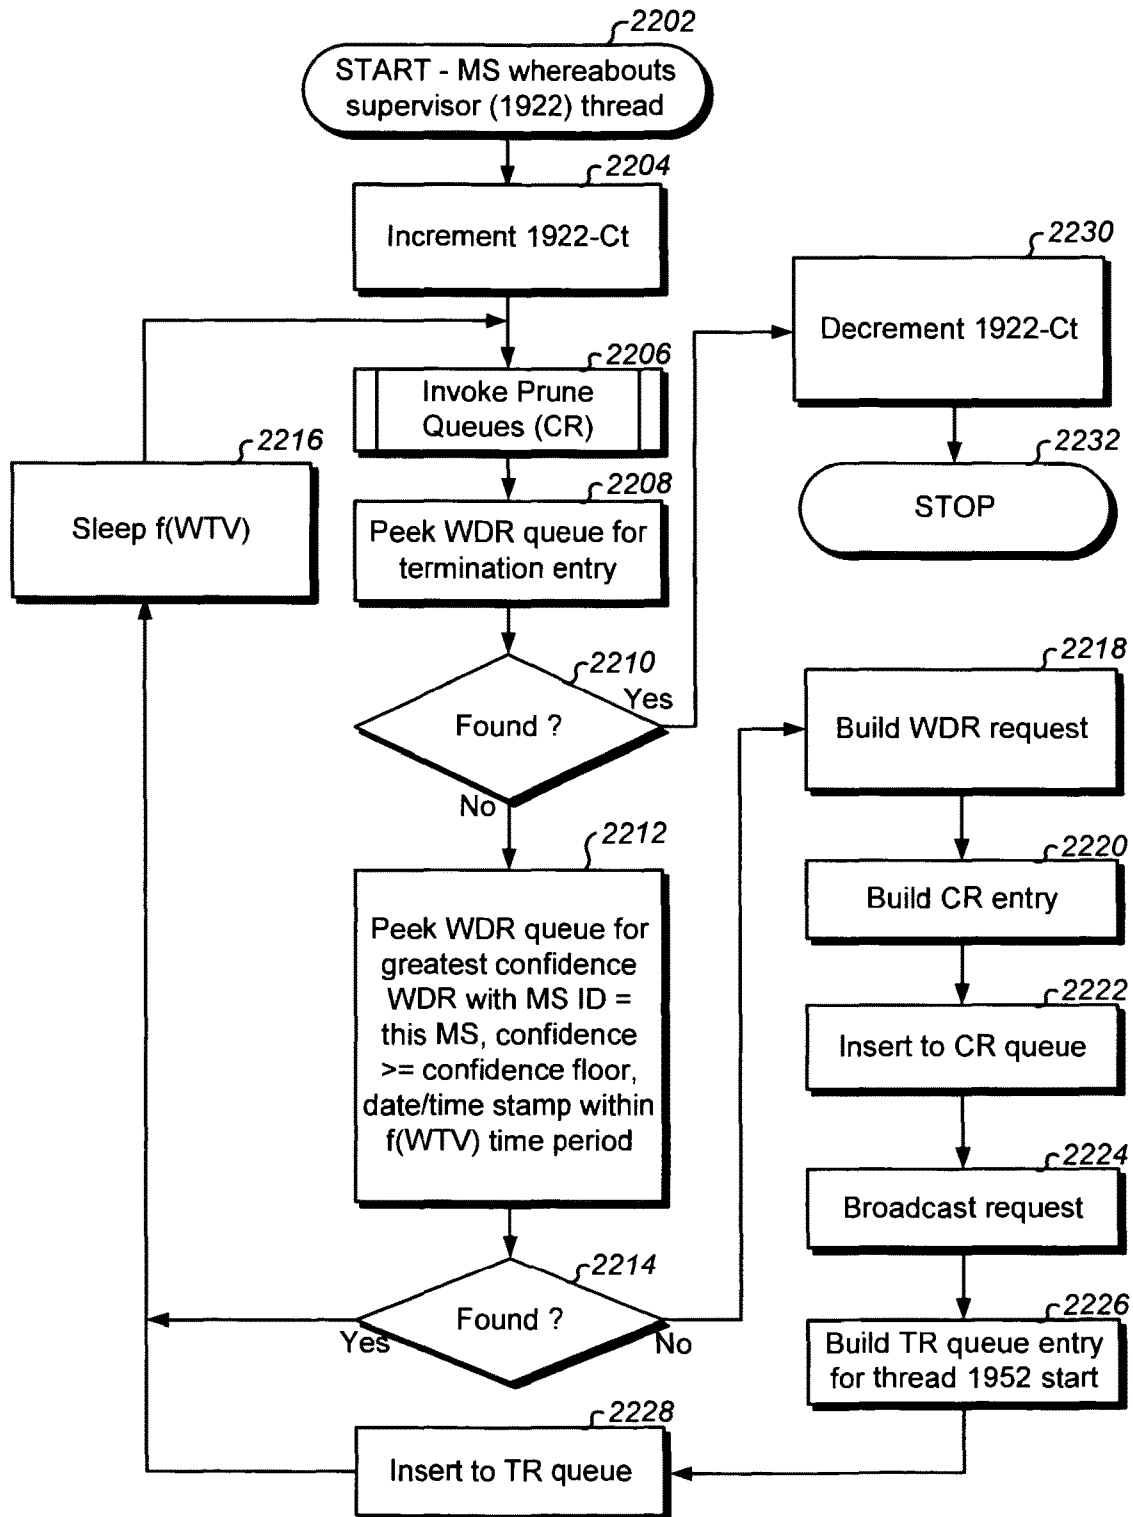 2202
START - MS whereabouts
supervisor (1922) thread
2204
Increment 1922-Ct
2206
Invoke Prune
Queues (CR)
2208
Peek WDR queue for
termination entry
2210
Found ?
Yes
No
2212
Peek WDR queue for
greatest confidence
WDR with MS ID =
this MS, confidence
>= confidence floor,
date/time stamp within
f(WTV) time period
2214
Found ?
Yes
No
2216
Sleep f(WTV)
2218
Build WDR request
2220
Build CR entry
2222
Insert to CR queue
2224
Broadcast request
2226
Build TR queue entry
for thread 1952 start
2228
Insert to TR queue
2230
Decrement 1922-Ct
2232
STOP